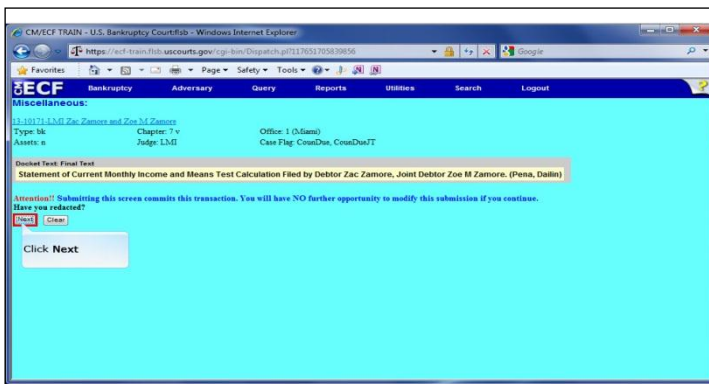 CM/ECF TRAIN - U.S. Bankruptcy Court:flsb - Windows Internet Explorer
https://ecf-train.flsb.uscourts.gov/cgi-bin/Dispatch.pl?117651705839856
Google
Favorites Page Safety Tools
ECF Bankruptcy Adversary Query Reports Utilities Search Logout ?
Miscellaneous:
13-10171-LMI Zac Zamore and Zoe M Zamore
Type: bk Chapter: 7 v Office: 1 (Miami)
Assets: n Judge: LMI Case Flag: CounDue, CounDueJT
Docket Text: Final Text
Statement of Current Monthly Income and Means Test Calculation Filed by Debtor Zac Zamore, Joint Debtor Zoe M Zamore. (Pena, Dailin)
Attention!! Submitting this screen commits this transaction. You will have NO further opportunity to modify this submission if you continue.
Have you redacted?
Next Clear
Click Next